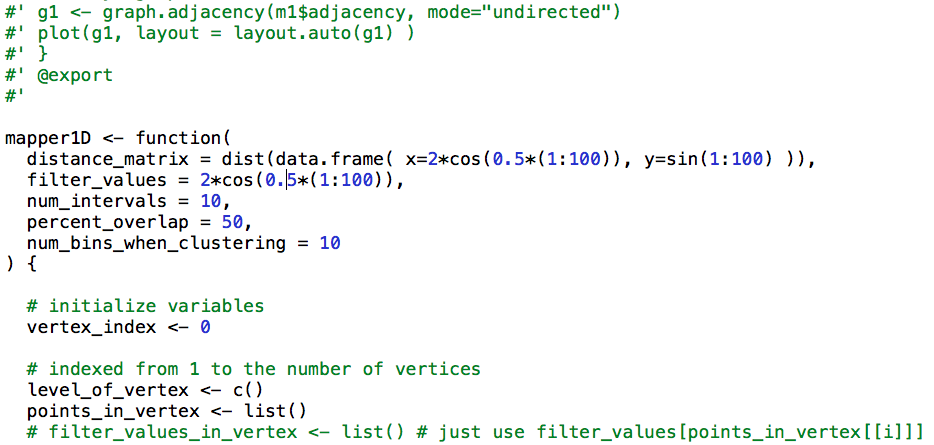 #' g1 <- graph.adjacency(m1$adjacency, mode="undirected")
#' plot(g1, layout = layout.auto(g1) )
#' }
#' @export
#'
mapper1D <- function(
  distance_matrix = dist(data.frame( x=2*cos(0.5*(1:100)), y=sin(1:100) )),
  filter_values = 2*cos(0.5*(1:100)),
  num_intervals = 10,
  percent_overlap = 50,
  num_bins_when_clustering = 10
) {
  # initialize variables
  vertex_index <- 0
  # indexed from 1 to the number of vertices
  level_of_vertex <- c()
  points_in_vertex <- list()
  # filter_values_in_vertex <- list() # just use filter_values[points_in_vertex[[i]]]